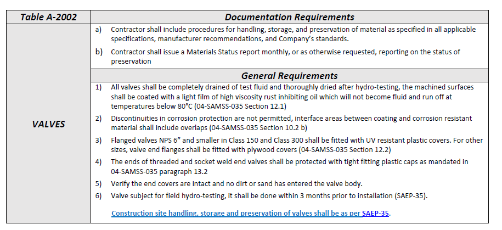 Table A-2002
Documentation Requirements
a) Contractor shall include procedures for handling, storage, and preservation of material as specified in all applicable
specifications, manufacturer recommendations, and Company's standards.
b) Contractor shall issue a Materials Status report monthly, or as otherwise requested, reporting on the status of
preservation
General Requirements
VALVES
1) All valves shall be completely drained of test fluid and thoroughly dried after hydro-testing, the machined surfaces
shall be coated with a light film of high viscosity rust inhibiting oil which will not become fluid and run off at
temperatures below 80°C (04-SAMSS-035 Section 12.1)
2) Discontinuities in corrosion protection are not permitted, interface areas between coating and corrosion resistant
material shall include overlaps (04-SAMSS-035 Section 10.2 b)
3) Flanged valves NPS 6" and smaller in Class 150 and Class 300 shall be fitted with UV resistant plastic covers. For other
sizes, valve end flanges shall be fitted with plywood covers (04-SAMSS-035 Section 12.2)
4) The ends of threaded and socket weld end valves shall be protected with tight fitting plastic caps as mandated in
04-SAMSS-035 paragraph 13.2
5) Verify the end covers are intact and no dirt or sand has entered the valve body.
6) Valve subject for field hydro-testing, it shall be done within 3 months prior to installation (SAEP-35).
Construction site handling, storage and preservation of valves shall be as per SAEP-35.